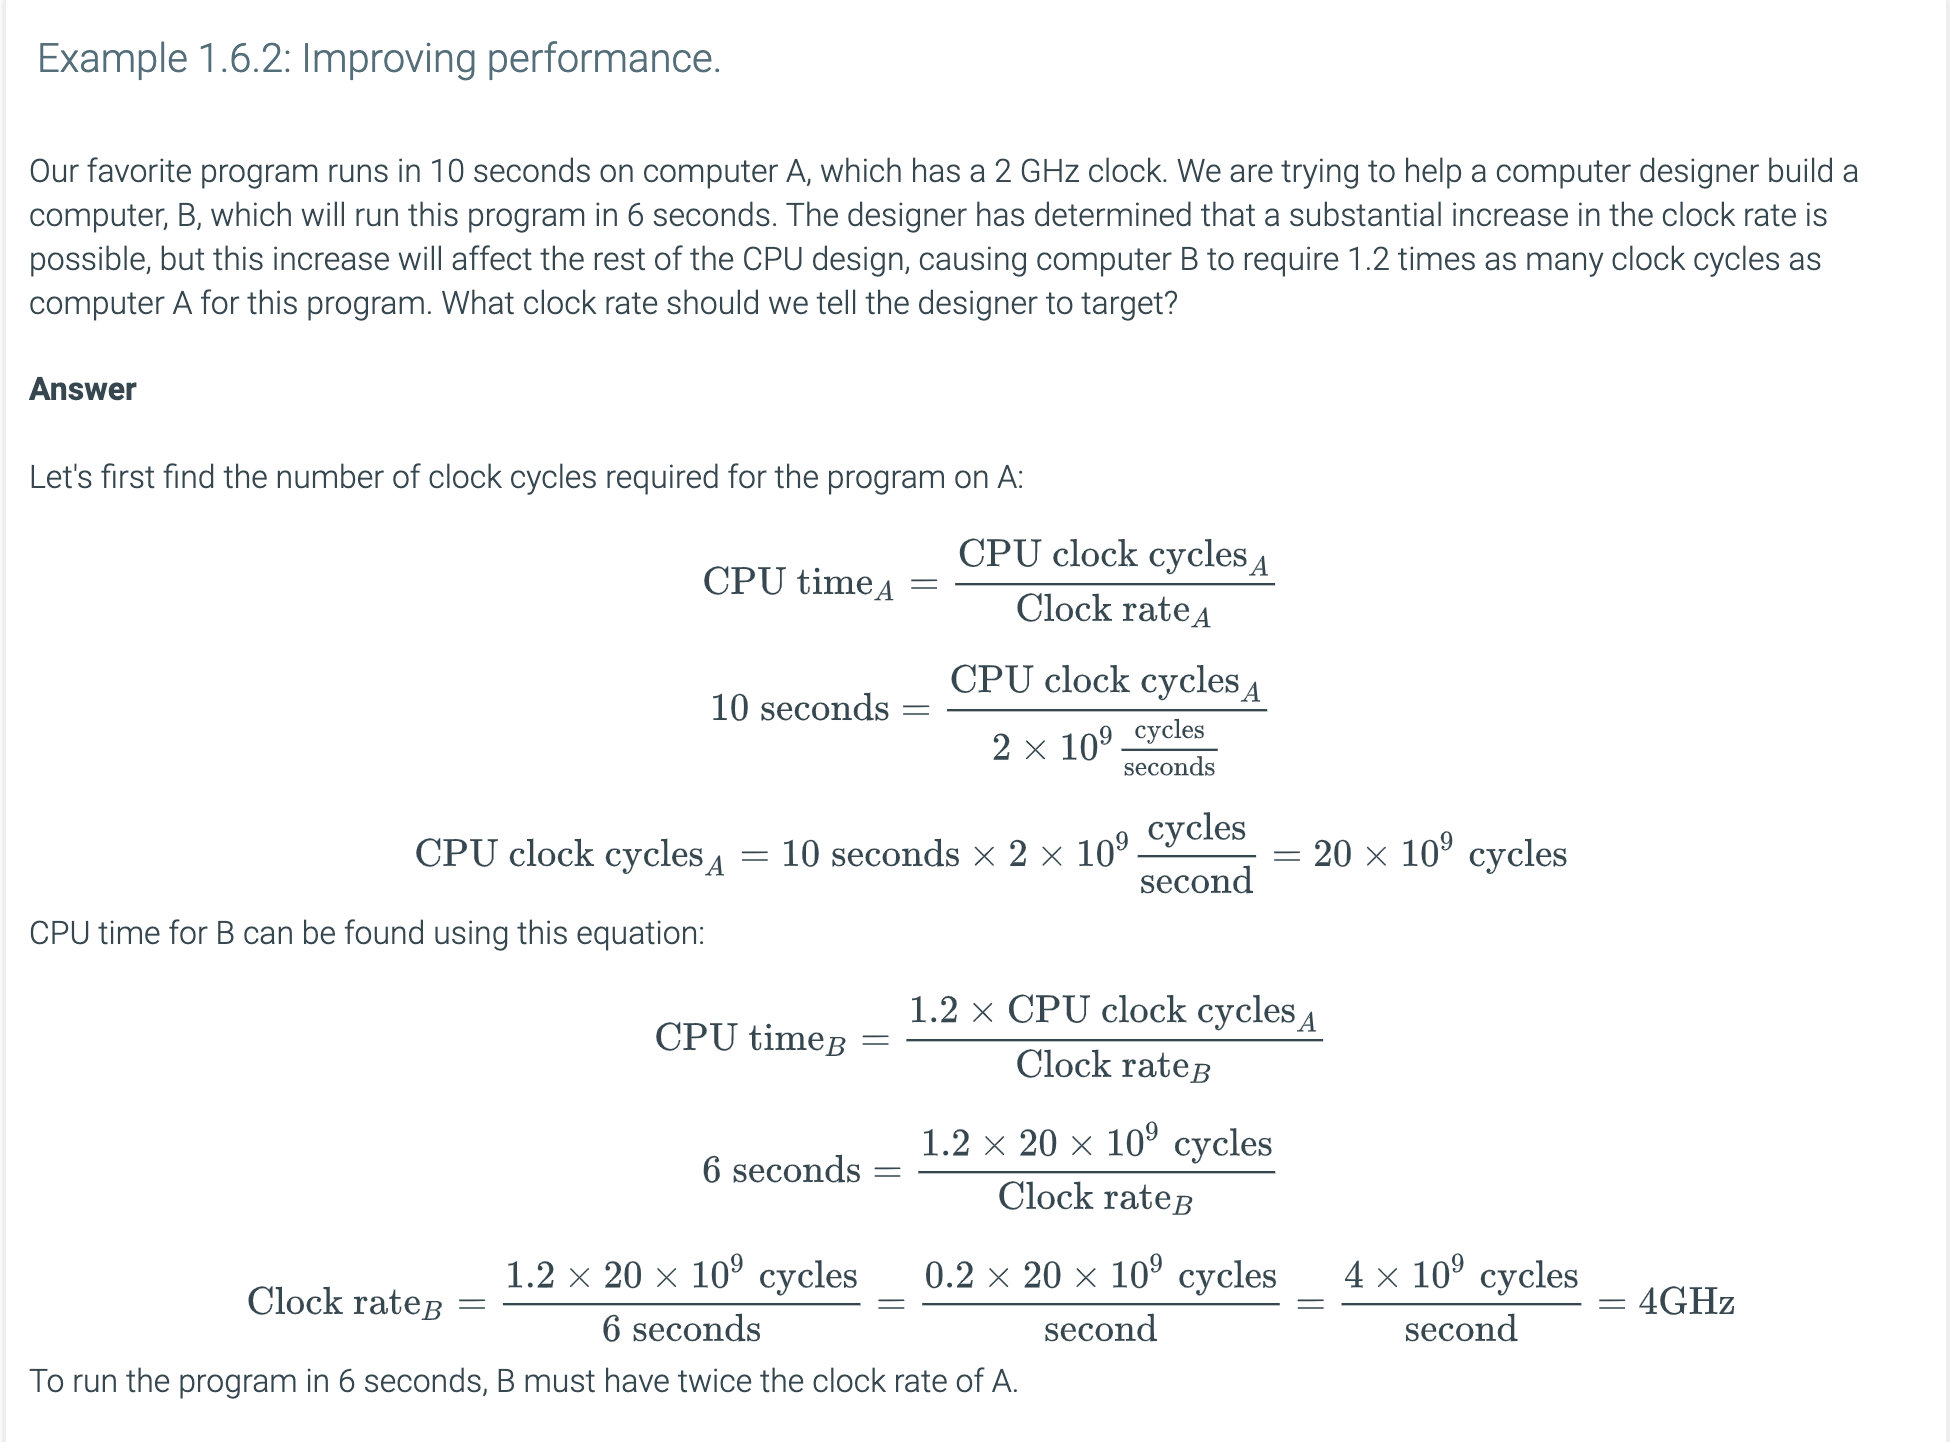 Example 1.6.2: Improving performance.
Our favorite program runs in 10 seconds on computer A, which has a 2 GHz clock. We are trying to help a computer designer build a
computer, B, which will run this program in 6 seconds. The designer has determined that a substantial increase in the clock rate is
possible, but this increase will affect the rest of the CPU design, causing computer B to require 1.2 times as many clock cycles as
computer A for this program. What clock rate should we tell the designer to target?
Answer
Let's first find the number of clock cycles required for the program on A:
$\text{CPU time}_A = \frac{\text{CPU clock cycles}_A}{\text{Clock rate}_A}$
$10 \text{ seconds} = \frac{\text{CPU clock cycles}_A}{2 \times 10^9 \frac{\text{cycles}}{\text{seconds}}}$
$\text{CPU clock cycles}_A = 10 \text{ seconds} \times 2 \times 10^9 \frac{\text{cycles}}{\text{second}} = 20 \times 10^9 \text{ cycles}$
CPU time for B can be found using this equation:
$\text{CPU time}_B = \frac{1.2 \times \text{CPU clock cycles}_A}{\text{Clock rate}_B}$
$6 \text{ seconds} = \frac{1.2 \times 20 \times 10^9 \text{ cycles}}{\text{Clock rate}_B}$
$\text{Clock rate}_B = \frac{1.2 \times 20 \times 10^9 \text{ cycles}}{6 \text{ seconds}} = \frac{0.2 \times 20 \times 10^9 \text{ cycles}}{\text{second}} = \frac{4 \times 10^9 \text{ cycles}}{\text{second}} = 4\text{GHz}$
To run the program in 6 seconds, B must have twice the clock rate of A.